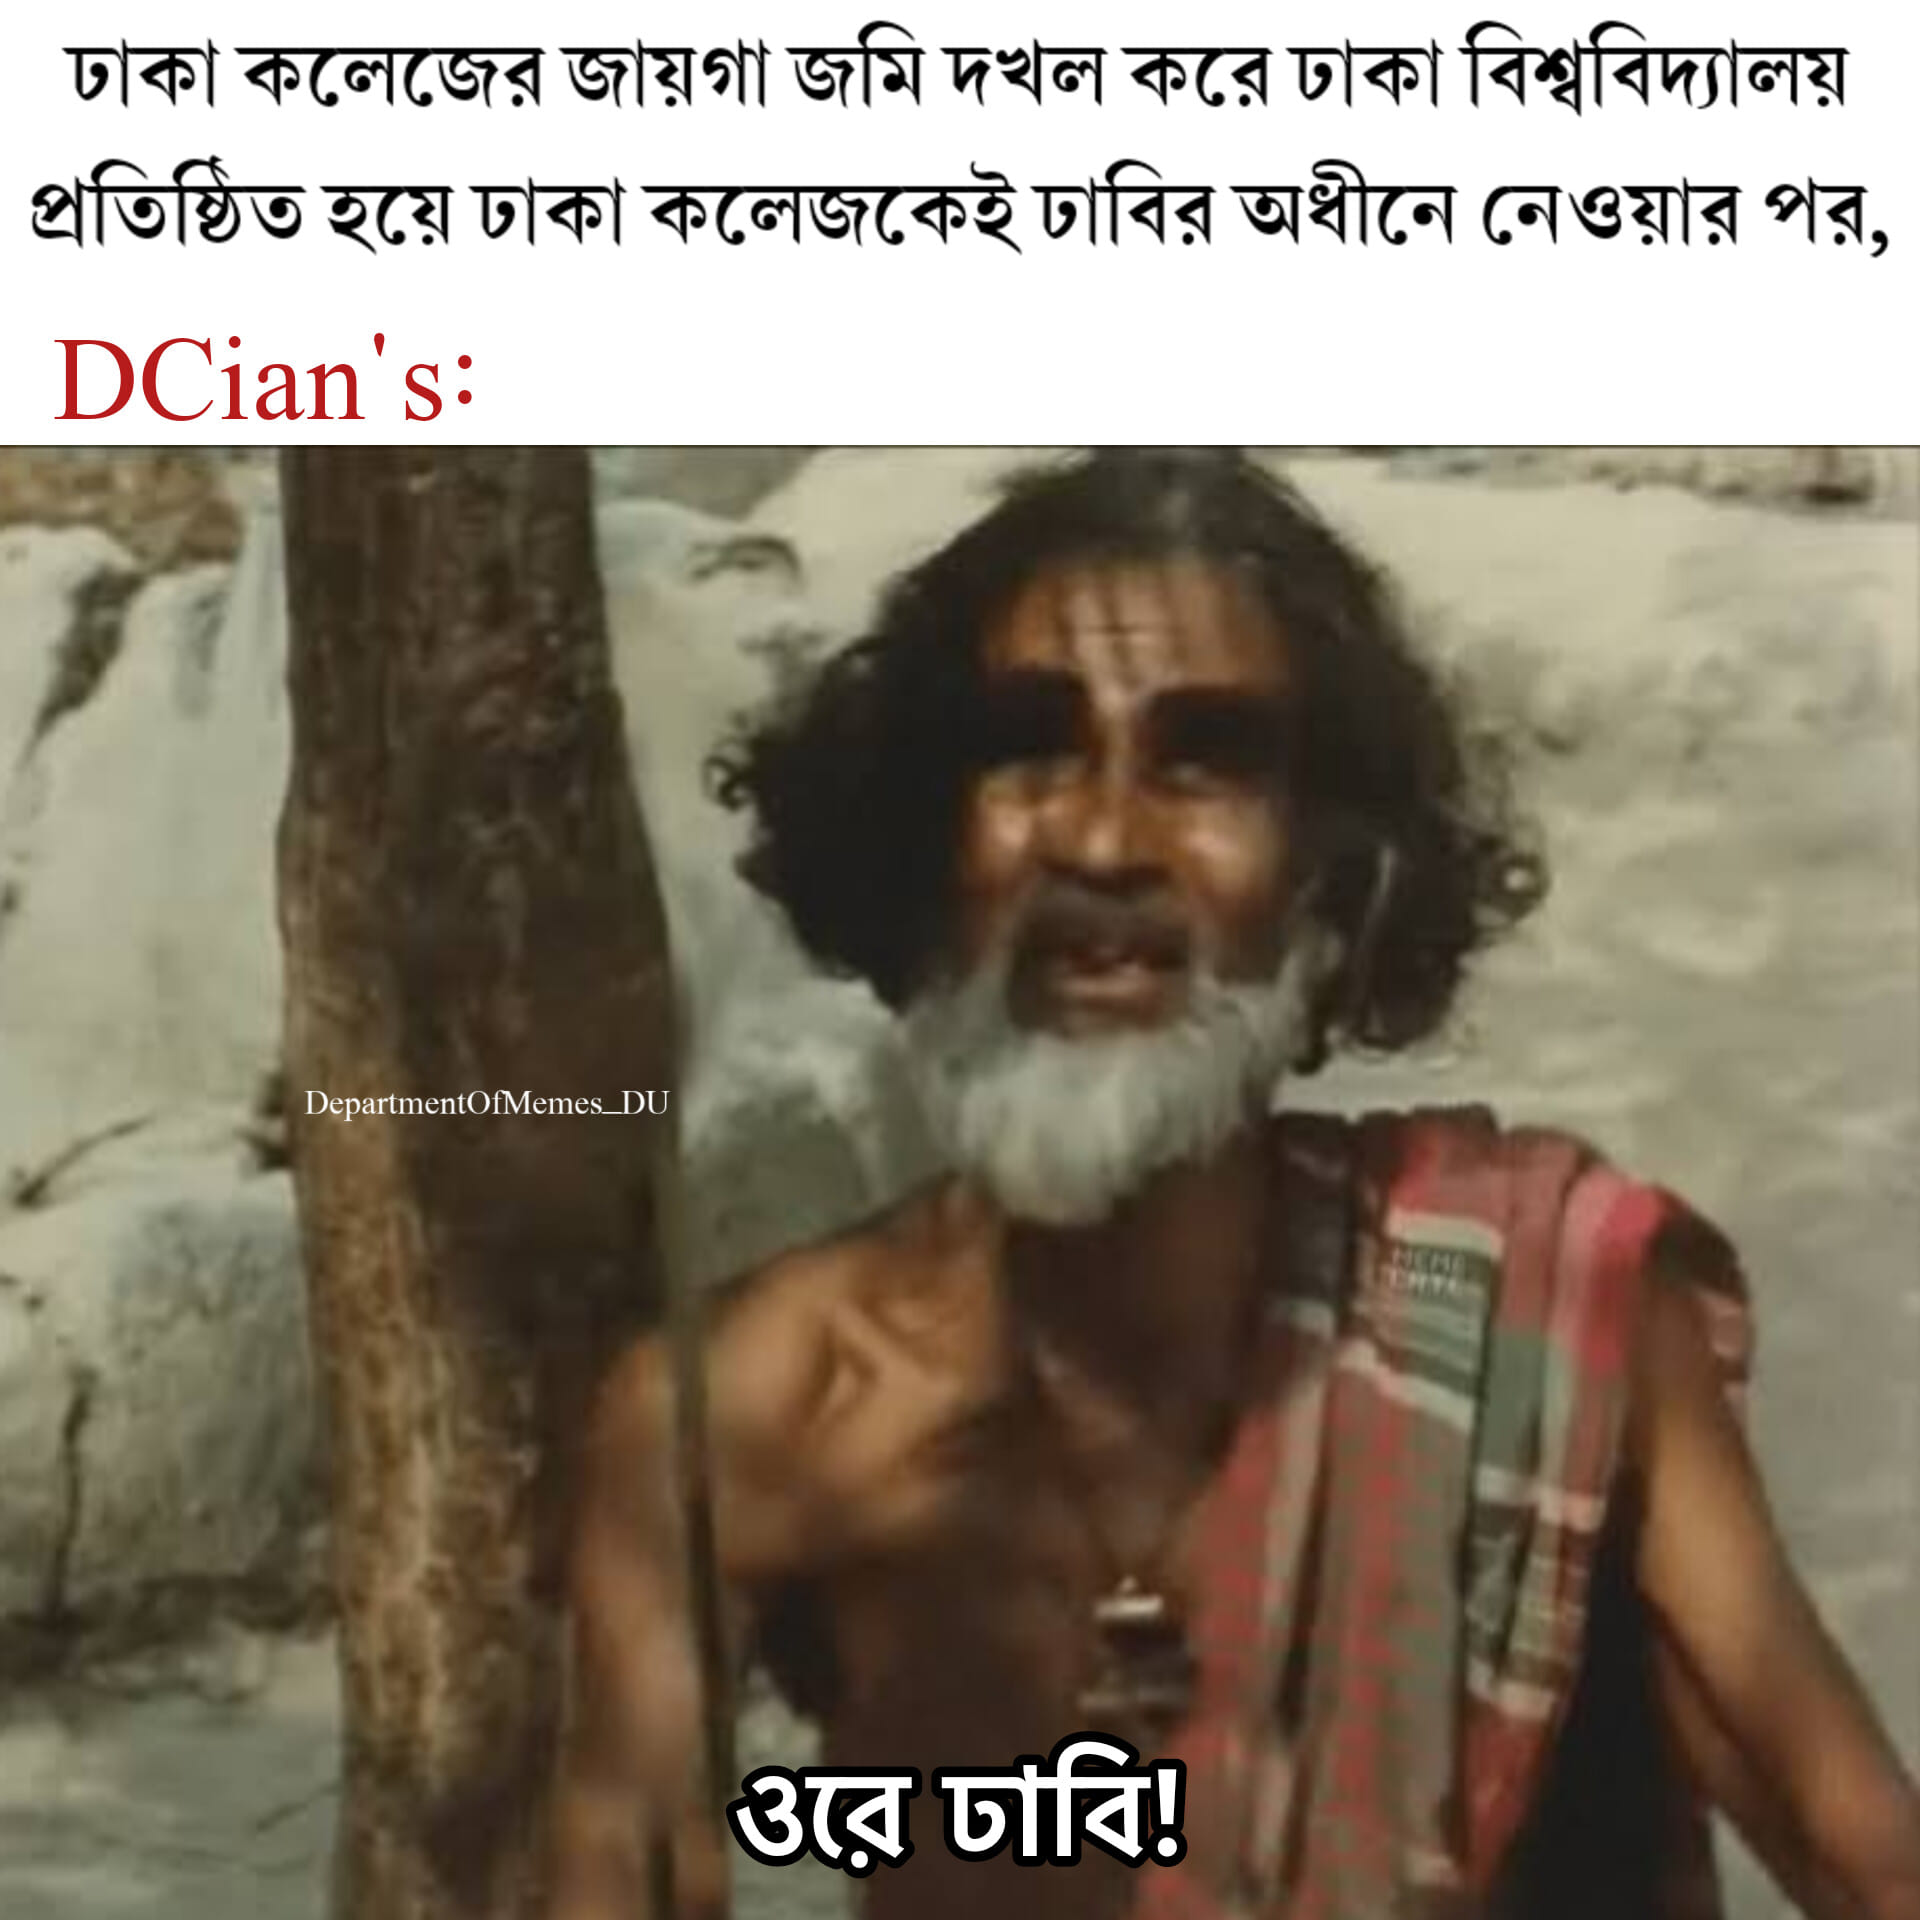 ঢাকা কলেজের জায়গা জমি দখল করে ঢাকা বিশ্ববিদ্যালয়
প্রতিষ্ঠিত হয়ে ঢাকা কলেজকেই ঢাবির অধীনে নেওয়ার পর,
DCian's:
DepartmentOfMemes_DU
ওরে ঢাবি!